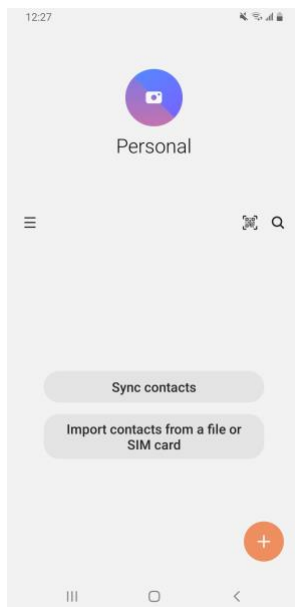 12:27
Personal
Sync contacts
Import contacts from a file or
SIM card